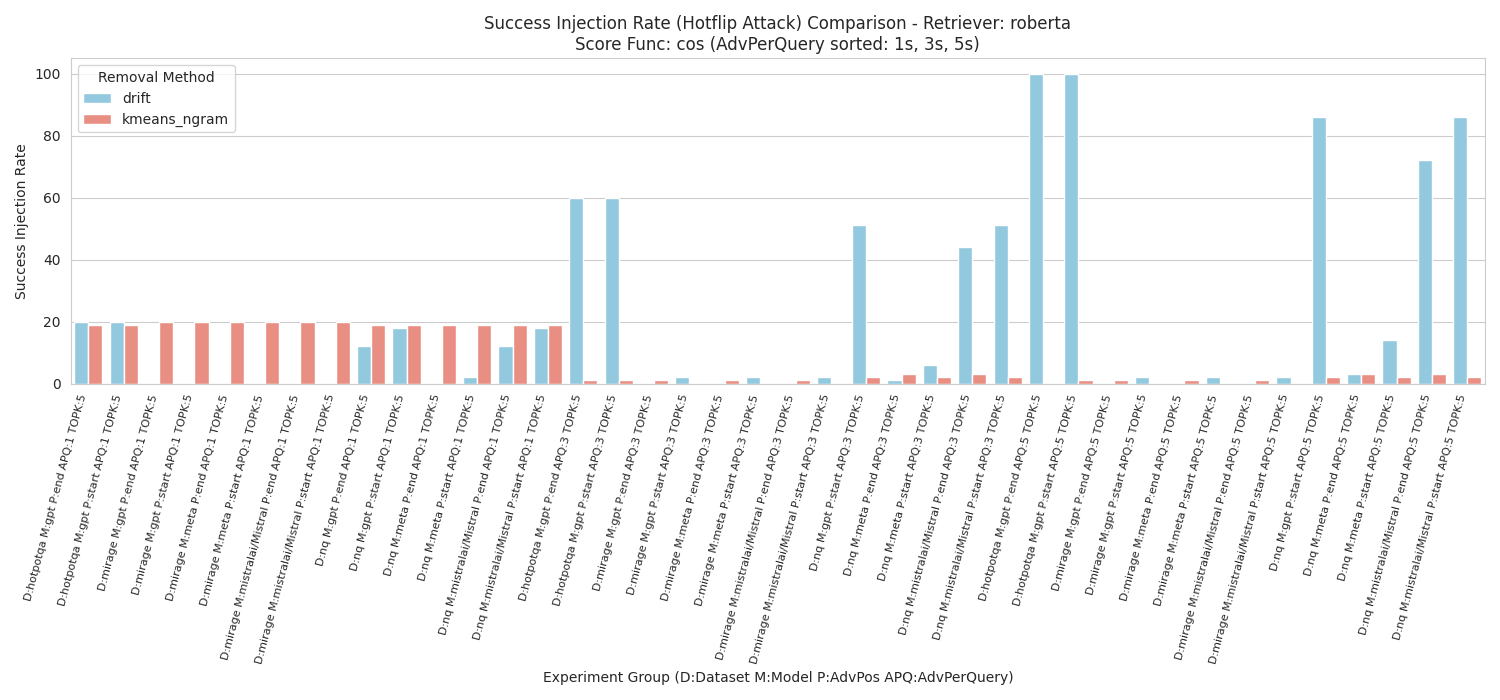 Success Injection Rate (Hotflip Attack) Comparison - Retriever: roberta
Score Func: cos (AdvPerQuery sorted: 1s, 3s, 5s)
Removal Method
drift
kmeans_ngram
Success Injection Rate
100
80
60
40
20
0
D:hotpotqa M:gpt P:end APQ:1 TOPK:5
D:hotpotqa M:gpt P:start APQ:1 TOPK:5
D:mirage M:gpt P:end APQ:1 TOPK:5
D:mirage M:gpt P:start APQ:1 TOPK:5
D:mirage M:meta P:end APQ:1 TOPK:5
D:mirage M:meta P:start APQ:1 TOPK:5
D:mirage M:mistralai/Mistral P:end APQ:1 TOPK:5
D:mirage M:mistralai/Mistral P:start APQ:1 TOPK:5
D:nq M:gpt P:end APQ:1 TOPK:5
D:nq M:gpt P:start APQ:1 TOPK:5
D:nq M:meta P:end APQ:1 TOPK:5
D:nq M:meta P:start APQ:1 TOPK:5
D:nq M:mistralai/Mistral P:end APQ:1 TOPK:5
D:nq M:mistralai/Mistral P:start APQ:1 TOPK:5
D:hotpotqa M:gpt P:end APQ:3 TOPK:5
D:hotpotqa M:gpt P:start APQ:3 TOPK:5
D:mirage M:gpt P:end APQ:3 TOPK:5
D:mirage M:gpt P:start APQ:3 TOPK:5
D:mirage M:meta P:end APQ:3 TOPK:5
D:mirage M:meta P:start APQ:3 TOPK:5
D:mirage M:mistralai/Mistral P:end APQ:3 TOPK:5
D:mirage M:mistralai/Mistral P:start APQ:3 TOPK:5
D:nq M:gpt P:start APQ:3 TOPK:5
D:nq M:meta P:end APQ:3 TOPK:5
D:nq M:meta P:start APQ:3 TOPK:5
D:nq M:mistralai/Mistral P:end APQ:3 TOPK:5
D:nq M:mistralai/Mistral P:start APQ:3 TOPK:5
D:hotpotqa M:gpt P:end APQ:5 TOPK:5
D:hotpotqa M:gpt P:start APQ:5 TOPK:5
D:mirage M:gpt P:end APQ:5 TOPK:5
D:mirage M:gpt P:start APQ:5 TOPK:5
D:mirage M:meta P:end APQ:5 TOPK:5
D:mirage M:meta P:start APQ:5 TOPK:5
D:mirage M:mistralai/Mistral P:end APQ:5 TOPK:5
D:mirage M:mistralai/Mistral P:start APQ:5 TOPK:5
D:nq M:gpt P:start APQ:5 TOPK:5
D:nq M:meta P:end APQ:5 TOPK:5
D:nq M:meta P:start APQ:5 TOPK:5
D:nq M:mistralai/Mistral P:end APQ:5 TOPK:5
D:nq M:mistralai/Mistral P:start APQ:5 TOPK:5
Experiment Group (D:Dataset M:Model P:AdvPos APQ:AdvPerQuery)